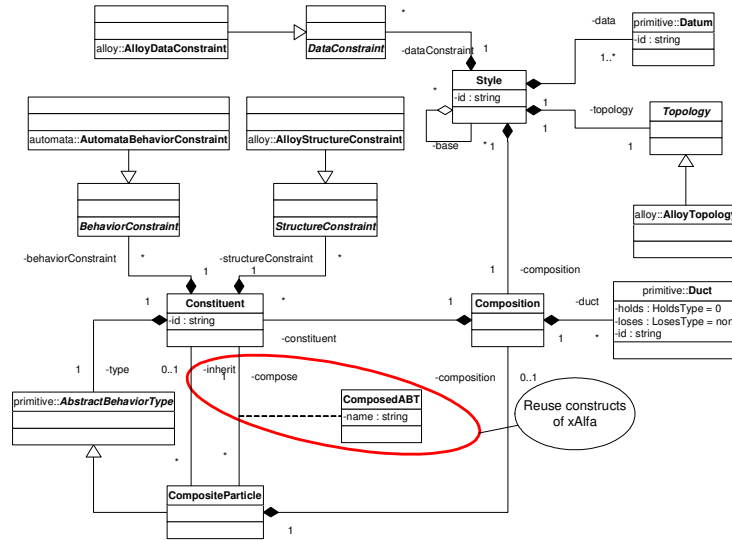 *
-data
primitive::Datum
-id : string
1..*
alloy::AlloyDataConstraint
DataConstraint
-dataConstraint
1
Style
-id : string
*
1
-topology
Topology
1
1
-base
*
1
automata::AutomataBehaviorConstraint
alloy::AlloyStructureConstraint
BehaviorConstraint
StructureConstraint
alloy::AlloyTopology
-behaviorConstraint
*
-structureConstraint
*
1
1
1
-composition
primitive::Duct
-holds : HoldsType = 0
-loses : LosesType = non
-id : string
1
Constituent
-id : string
*
1
Composition
-duct
1
*
-constituent
1
-type
0..1
-inherit
1
-compose
-composition
0..1
primitive::AbstractBehaviorType
ComposedABT
-name : string
Reuse constructs
of xAlfa
*
*
CompositeParticle
1